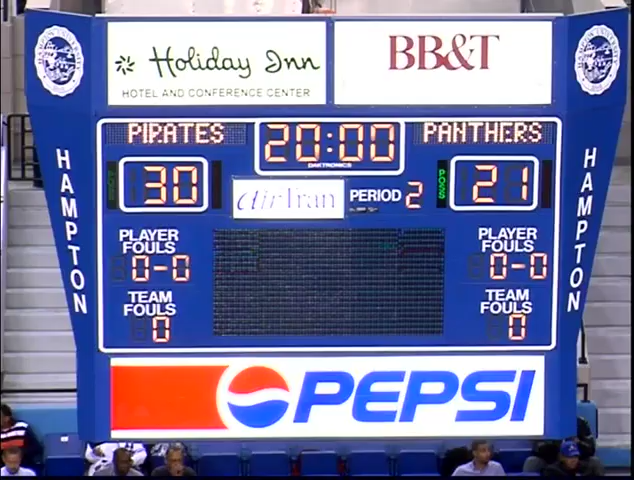 Holiday Inn
HOTEL AND CONFERENCE CENTER
BB&T
PIRATES
20:00
PANTHERS
DAKTRONICS
30
POSS
21
airTran
PERIOD 2
HAMPTON
HAMPTON
PLAYER
FOULS
0-0
PLAYER
FOULS
0-0
TEAM
FOULS
0
TEAM
FOULS
0
PEPSI